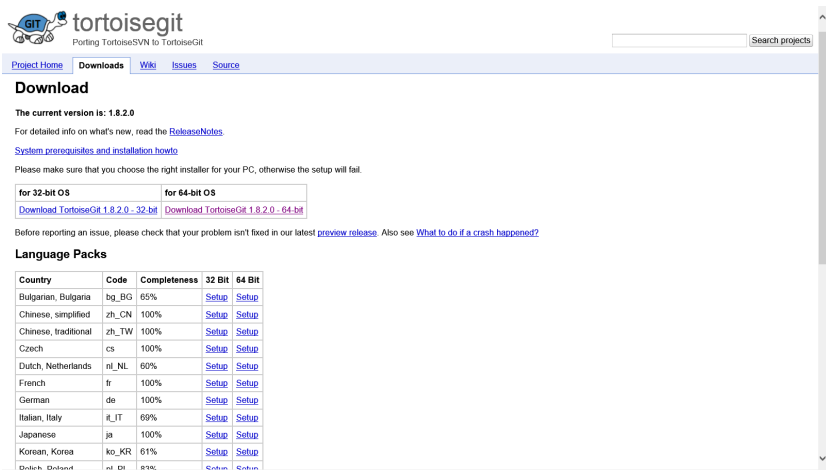 GIT
tortoisegit
Porting TortoiseSVN to TortoiseGit
Search projects
Project Home Downloads Wiki Issues Source
Download
The current version is: 1.8.2.0
For detailed info on what's new, read the ReleaseNotes.
System prerequisites and installation howto
Please make sure that you choose the right installer for your PC, otherwise the setup will fail.
for 32-bit OS for 64-bit OS
Download TortoiseGit 1.8.2.0 - 32-bit Download TortoiseGit 1.8.2.0 - 64-bit
Before reporting an issue, please check that your problem isn't fixed in our latest preview release. Also see What to do if a crash happened?
Language Packs
Country Code Completeness 32 Bit 64 Bit
Bulgarian, Bulgaria bg_BG 65% Setup Setup
Chinese, simplified zh_CN 100% Setup Setup
Chinese, traditional zh_TW 100% Setup Setup
Czech cs 100% Setup Setup
Dutch, Netherlands nl_NL 60% Setup Setup
French fr 100% Setup Setup
German de 100% Setup Setup
Italian, Italy it_IT 69% Setup Setup
Japanese ja 100% Setup Setup
Korean, Korea ko_KR 61% Setup Setup
Polish, Poland pl_PL 83% Setup Setup